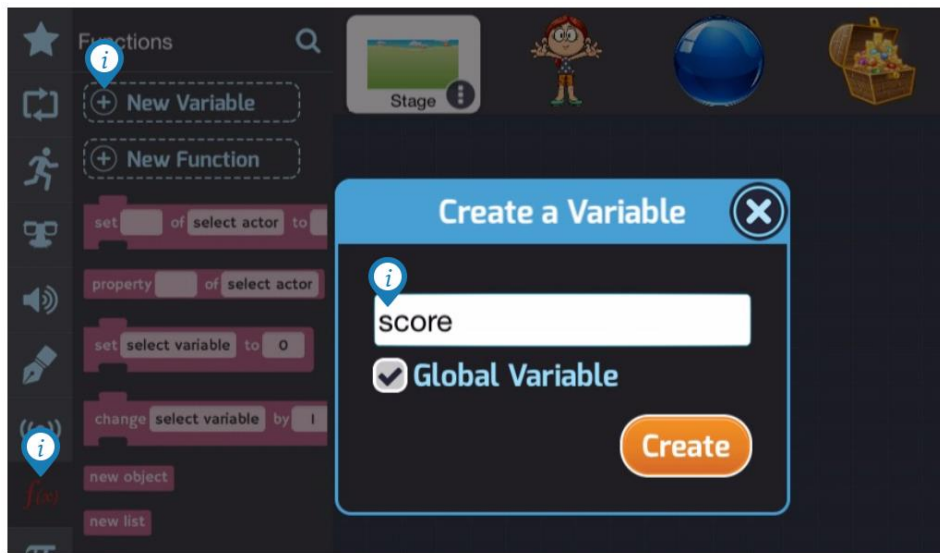 Functions
New Variable
New Function
set of select actor to
property of select actor
set select variable to 0
change select variable by 1
new object
new list
f(x)
Stage
Create a Variable
score
Global Variable
Create
i
i
i